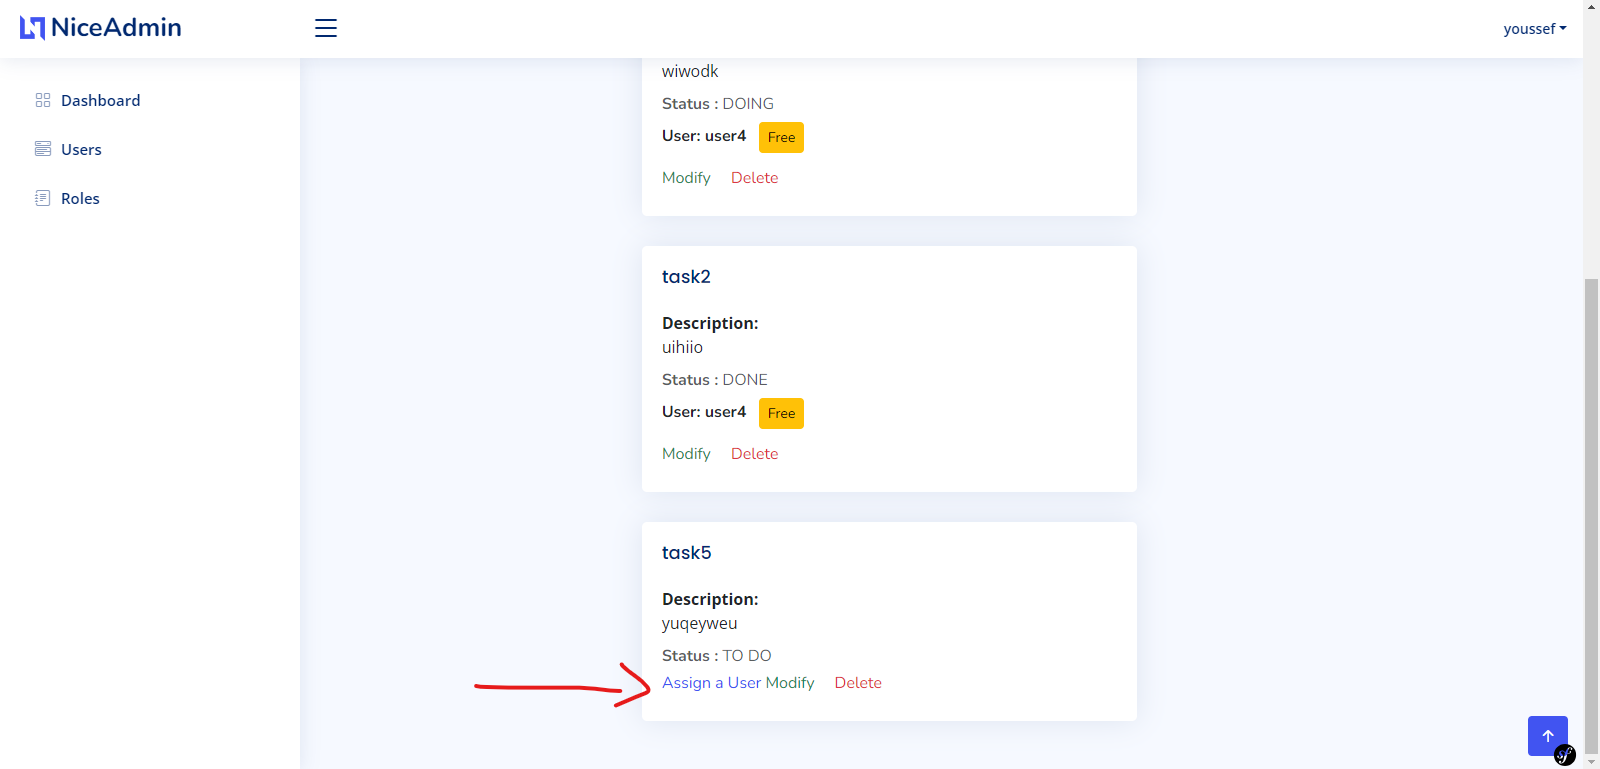 NiceAdmin
youssef
Dashboard
Users
Roles
wiwodk
Status : DOING
User: user4 Free
Modify Delete
task2
Description:
uihiio
Status : DONE
User: user4 Free
Modify Delete
task5
Description:
yuqeyweu
Status : TO DO
Assign a User Modify Delete
sf